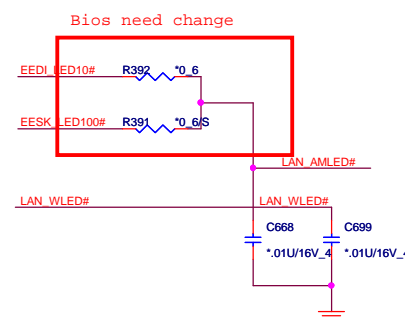 Bios need change
EEDI_LED10# R392 *0_6
EESK_LED100# R391 *0_6/S
LAN_AMLED#
LAN_WLED# LAN_WLED#
C668 C699
*.01U/16V_4 *.01U/16V_4